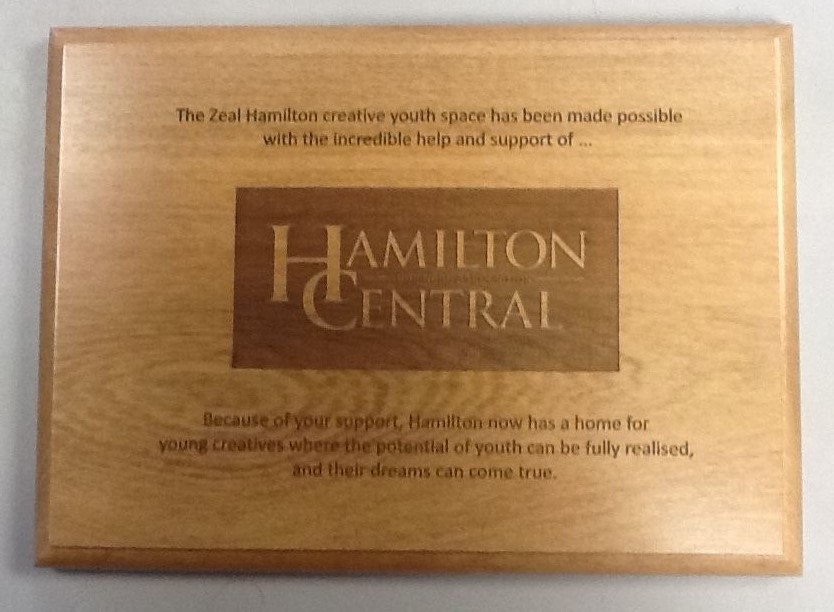 The Zeal Hamilton creative youth space has been made possible
with the incredible help and support of ...
HAMILTON
CENTRAL
Because of your support, Hamilton now has a home for
young creatives where the potential of youth can be fully realised,
and their dreams can come true.